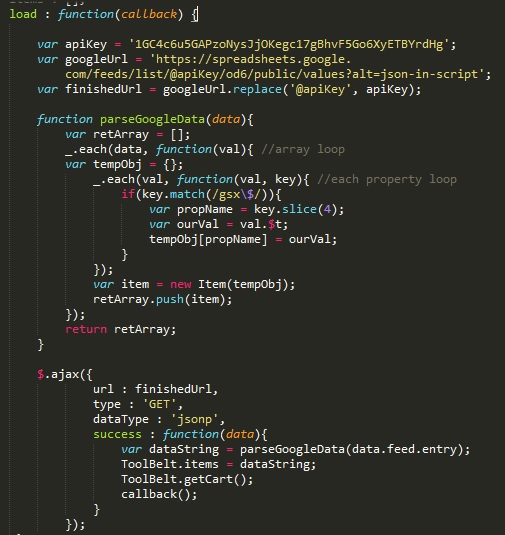 load : function(callback) {
var apiKey = '1GC4c6u5GAPzoNysJjOKegc17gBhvF5Go6XyETBYrdHg';
var googleUrl = 'https://spreadsheets.google.
com/feeds/list/@apiKey/od6/public/values?alt=json-in-script';
var finishedUrl = googleUrl.replace('@apiKey', apiKey);
function parseGoogleData(data){
var retArray = [];
_.each(data, function(val){ //array loop
var tempObj = {};
_.each(val, function(val, key){ //each property loop
if(key.match(/gsx\$/)){
var propName = key.slice(4);
var ourVal = val.$t;
tempObj[propName] = ourVal;
}
});
var item = new Item(tempObj);
retArray.push(item);
});
return retArray;
}
$.ajax({
url : finishedUrl,
type : 'GET',
dataType : 'jsonp',
success : function(data){
var dataString = parseGoogleData(data.feed.entry);
ToolBelt.items = dataString;
ToolBelt.getCart();
callback();
}
});